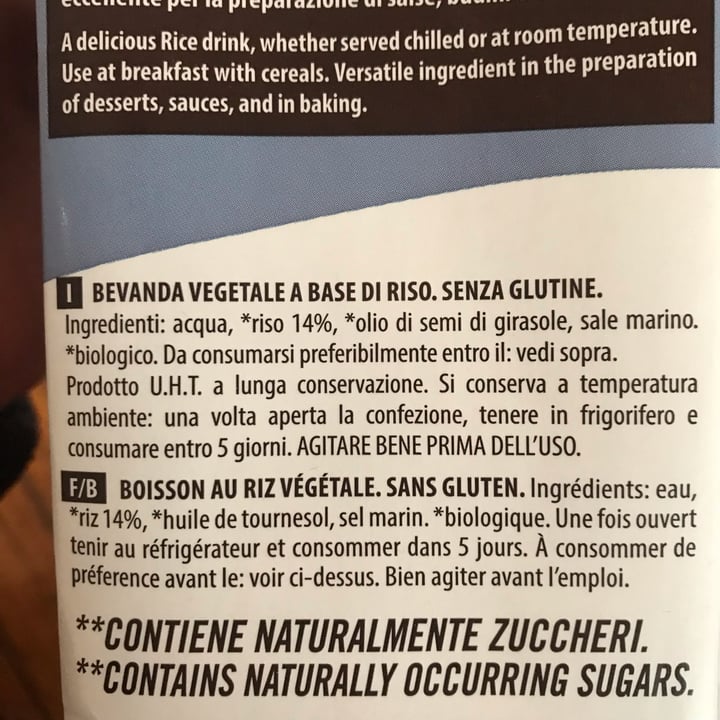 eccellente per la preparazione di salse,
A delicious Rice drink, whether served chilled or at room temperature.
Use at breakfast with cereals. Versatile ingredient in the preparation
of desserts, sauces, and in baking.
I BEVANDA VEGETALE A BASE DI RISO. SENZA GLUTINE.
Ingredienti: acqua, *riso 14%, *olio di semi di girasole, sale marino.
*biologico. Da consumarsi preferibilmente entro il: vedi sopra.
Prodotto U.H.T. a lunga conservazione. Si conserva a temperatura
ambiente: una volta aperta la confezione, tenere in frigorifero e
consumare entro 5 giorni. AGITARE BENE PRIMA DELL'USO.
F/B BOISSON AU RIZ VÉGÉTALE. SANS GLUTEN. Ingrédients: eau,
*riz 14%, *huile de tournesol, sel marin. *biologique. Une fois ouvert
tenir au réfrigérateur et consommer dans 5 jours. À consommer de
préference avant le: voir ci-dessus. Bien agiter avant l'emploi.
**CONTIENE NATURALMENTE ZUCCHERI.
**CONTAINS NATURALLY OCCURRING SUGARS.